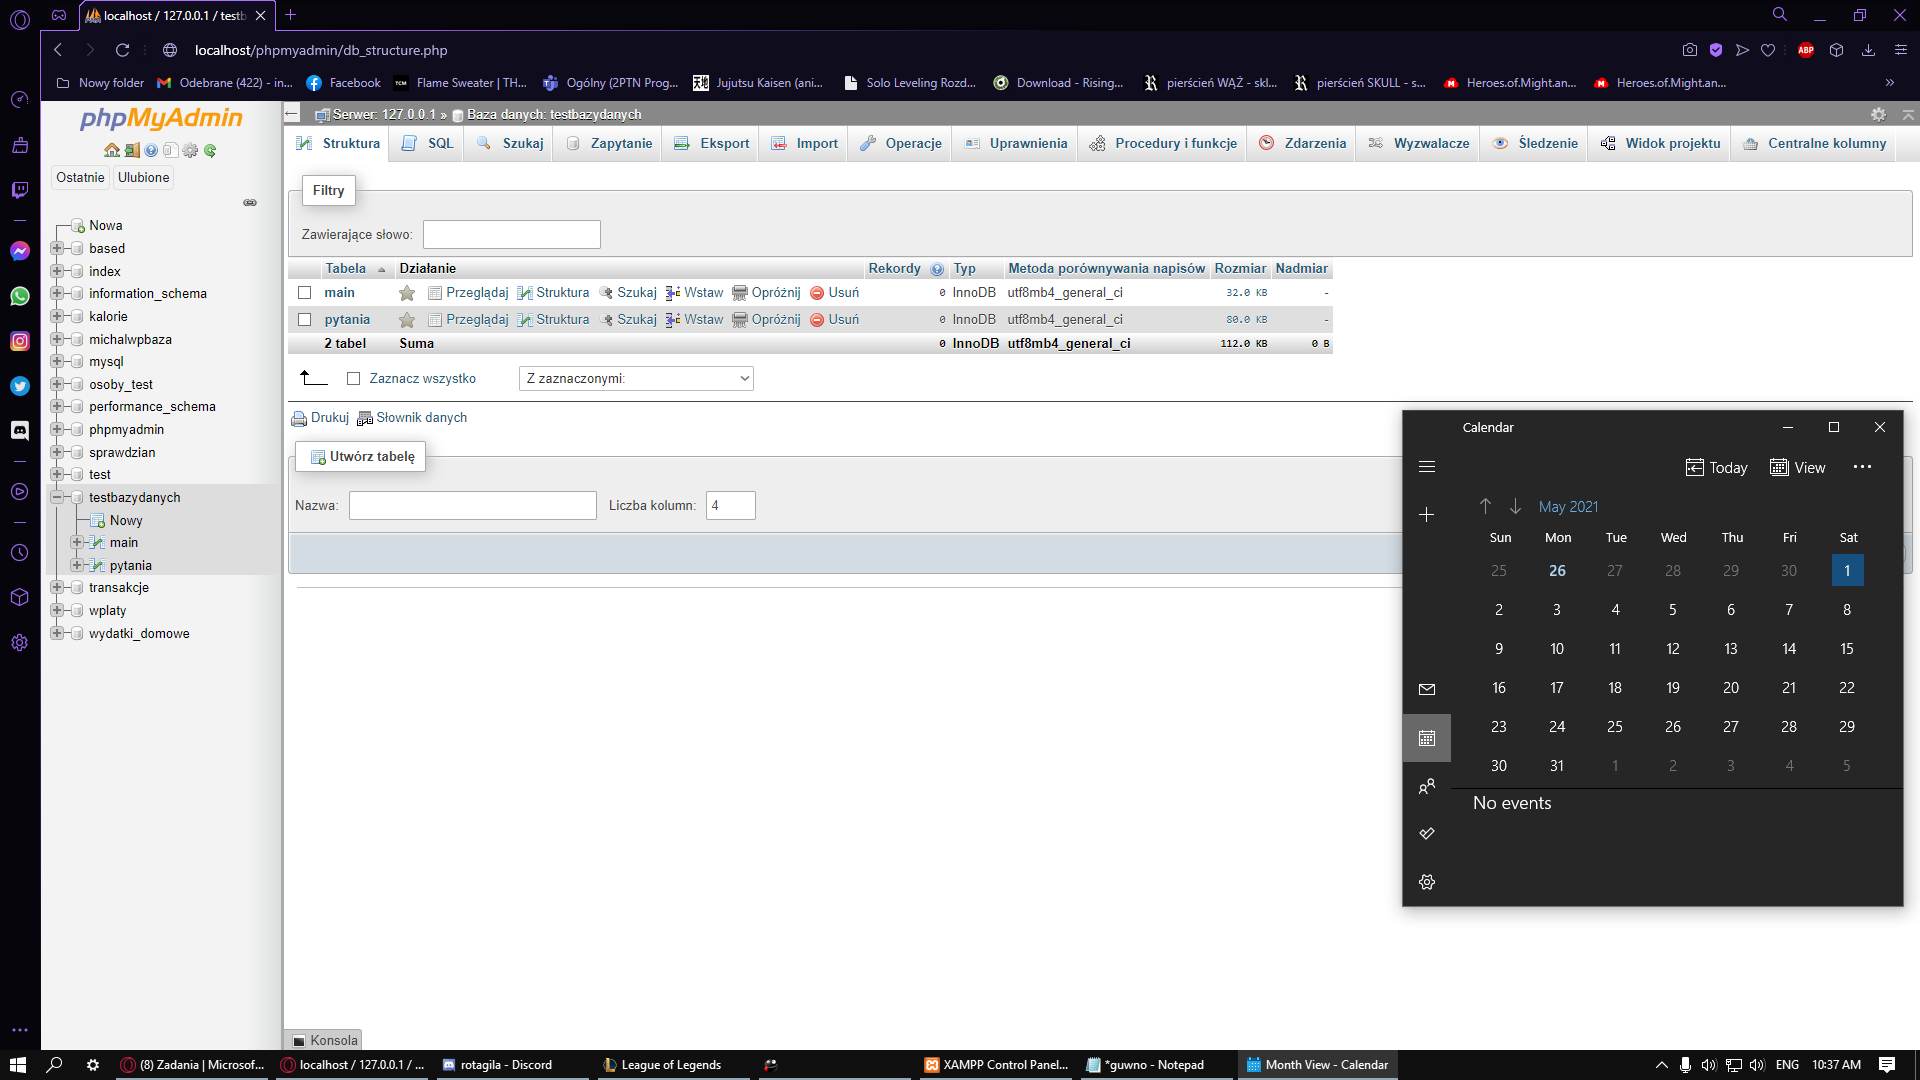 localhost / 127.0.0.1 / testb
localhost/phpmyadmin/db_structure.php
ABP
Nowy folder
Odebrane (422) - in...
Facebook
TCM
Flame Sweater | TH...
Ogólny (2PTN Prog...
Jujutsu Kaisen (ani...
Solo Leveling Rozd...
Download - Rising...
pierścień WĄŻ - skl...
pierścień SKULL - s...
Heroes.of.Might.an...
Heroes.of.Might.an...
phpMyAdmin
Ostatnie
Ulubione
Nowa
based
index
information_schema
kalorie
michalwpbaza
mysql
osoby_test
performance_schema
phpmyadmin
sprawdzian
test
testbazydanych
Nowy
main
pytania
transakcje
wplaty
wydatki_domowe
Serwer: 127.0.0.1 » Baza danych: testbazydanych
Struktura SQL Szukaj Zapytanie Eksport Import Operacje Uprawnienia Procedury i funkcje Zdarzenia Wyzwalacze Śledzenie Widok projektu Centralne kolumny
Filtry
Zawierające słowo:
Tabela Działanie Rekordy Typ Metoda porównywania napisów Rozmiar Nadmiar
main Przeglądaj Struktura Szukaj Wstaw Opróżnij Usuń 0 InnoDB utf8mb4_general_ci 32.0 KB -
pytania Przeglądaj Struktura Szukaj Wstaw Opróżnij Usuń 0 InnoDB utf8mb4_general_ci 80.0 KB -
2 tabel Suma 0 InnoDB utf8mb4_general_ci 112.0 KB 0 B
Zaznacz wszystko Z zaznaczonymi:
Drukuj Słownik danych
Utwórz tabelę
Nazwa: Liczba kolumn: 4
Konsola
Calendar
Today View
May 2021
Sun Mon Tue Wed Thu Fri Sat
25 26 27 28 29 30 1
2 3 4 5 6 7 8
9 10 11 12 13 14 15
16 17 18 19 20 21 22
23 24 25 26 27 28 29
30 31 1 2 3 4 5
No events
(8) Zadania | Microsof...
localhost / 127.0.0.1 / ...
rotagila - Discord
League of Legends
XAMPP Control Panel...
*guwno - Notepad
Month View - Calendar
ENG
10:37 AM